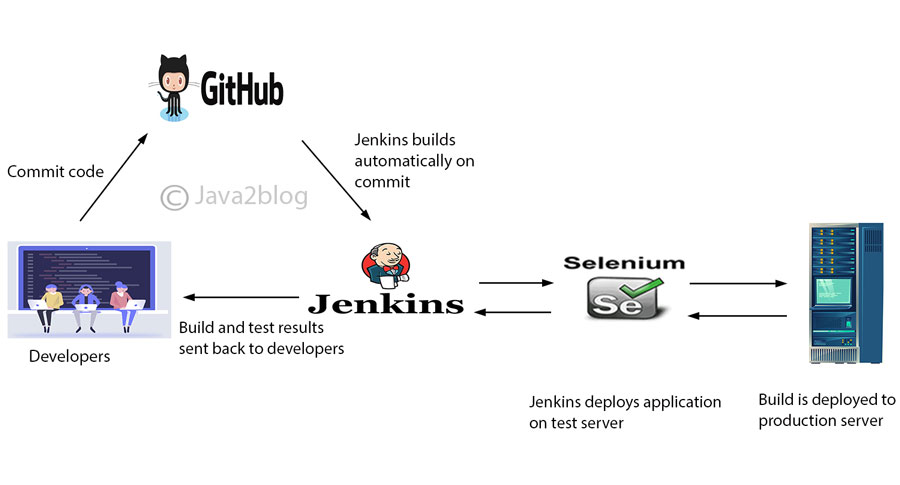 GitHub
Jenkins builds
automatically on
commit
Commit code
© Java2blog
Selenium
Se
Jenkins
Build and test results
sent back to developers
Developers
Jenkins deploys application
on test server
Build is deployed to
production server